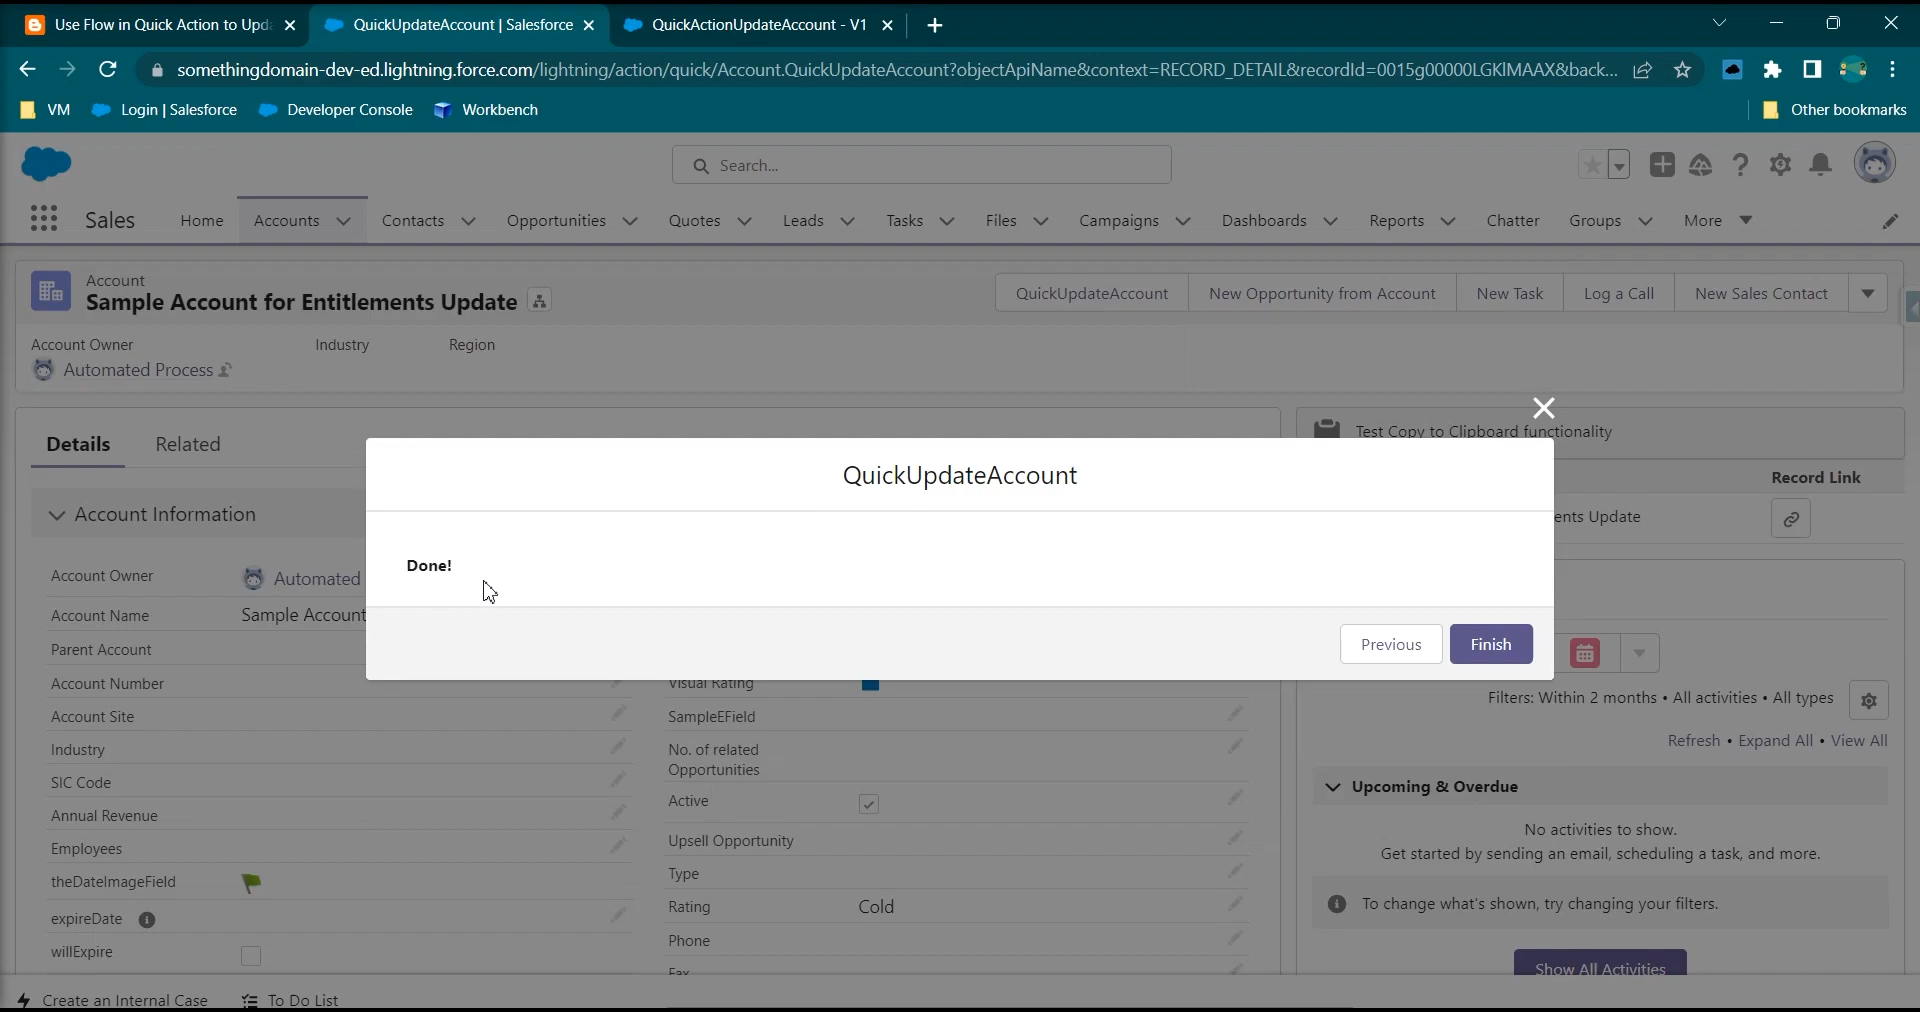 Use Flow in Quick Action to Upda
QuickUpdateAccount | Salesforce
QuickActionUpdateAccount - V1
somethingdomain-dev-ed.lightning.force.com/lightning/action/quick/Account.QuickUpdateAccount?objectApiName&context=RECORD_DETAIL&recordId=0015g00000LGKlMAAX&back...
VM
Login | Salesforce
Developer Console
Workbench
Other bookmarks
Search...
Sales
Home
Accounts
Contacts
Opportunities
Quotes
Leads
Tasks
Files
Campaigns
Dashboards
Reports
Chatter
Groups
More
Account
Sample Account for Entitlements Update
QuickUpdateAccount
New Opportunity from Account
New Task
Log a Call
New Sales Contact
Account Owner
Industry
Region
Automated Process
Details
Related
Test Copy to Clipboard functionality
QuickUpdateAccount
Record Link
Account Information
ents Update
Done!
Account Owner
Automated
Account Name
Sample Account
Previous
Finish
Parent Account
Account Number
Visual Rating
Filters: Within 2 months • All activities • All types
Account Site
SampleEField
Refresh • Expand All • View All
Industry
No. of related
Opportunities
SIC Code
Upcoming & Overdue
Active
Annual Revenue
No activities to show.
Upsell Opportunity
Employees
Get started by sending an email, scheduling a task, and more.
theDateImageField
Type
Rating
Cold
To change what's shown, try changing your filters.
expireDate
Phone
willExpire
Fax
Show All Activities
Create an Internal Case
To Do List